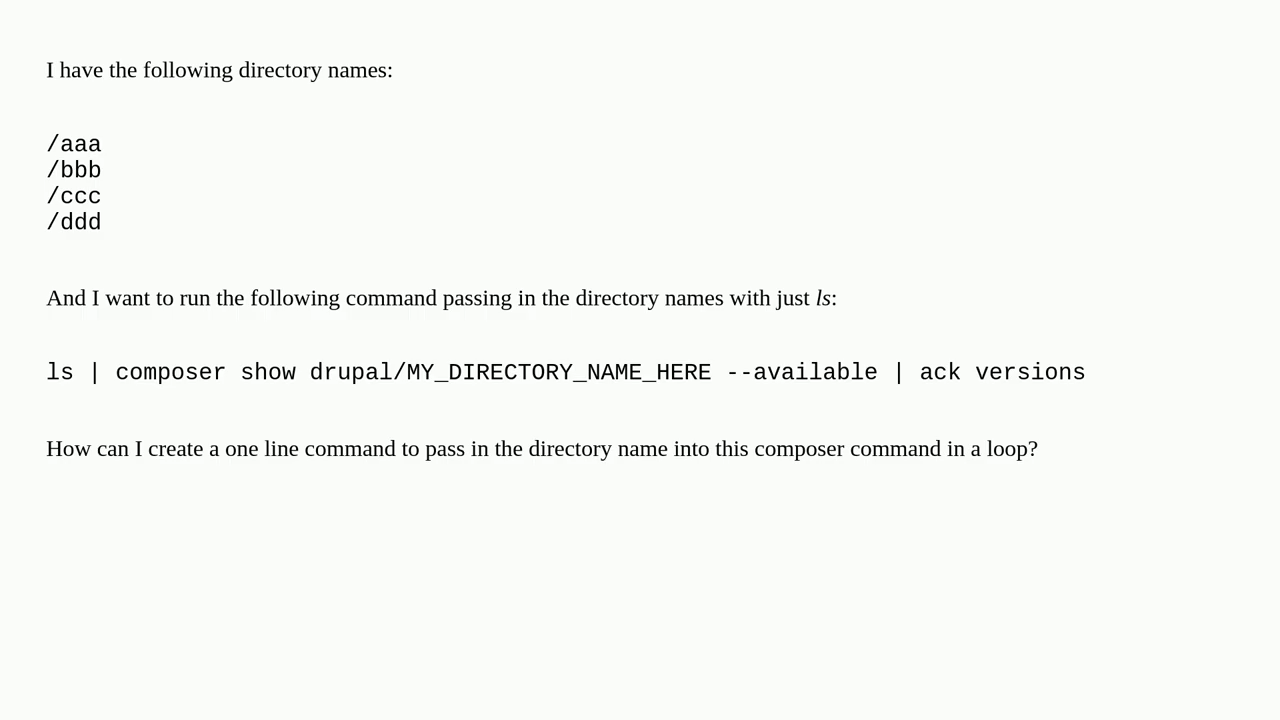 I have the following directory names:
/aaa
/bbb
/ccc
/ddd
And I want to run the following command passing in the directory names with just ls:
ls | composer show drupal/MY_DIRECTORY_NAME_HERE --available | ack versions
How can I create a one line command to pass in the directory name into this composer command in a loop?